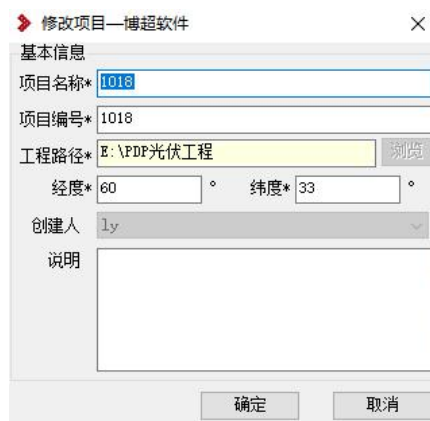 修改项目—博超软件
基本信息
项目名称* 1018
项目编号* 1018
工程路径* E:\PDP光伏工程 浏览
经度* 60 ° 纬度* 33 °
创建人 ly
说明
确定 取消